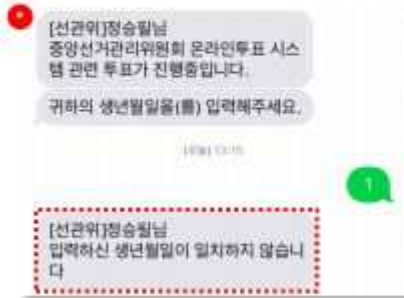 [선관위]정승필님
중앙선거관리위원회 온라인투표 시스
템 관련 투표가 진행중입니다.
귀하의 생년월일을(를) 입력해주세요.
1
[선관위]정승필님
입력하신 생년월일이 일치하지 않습니
다